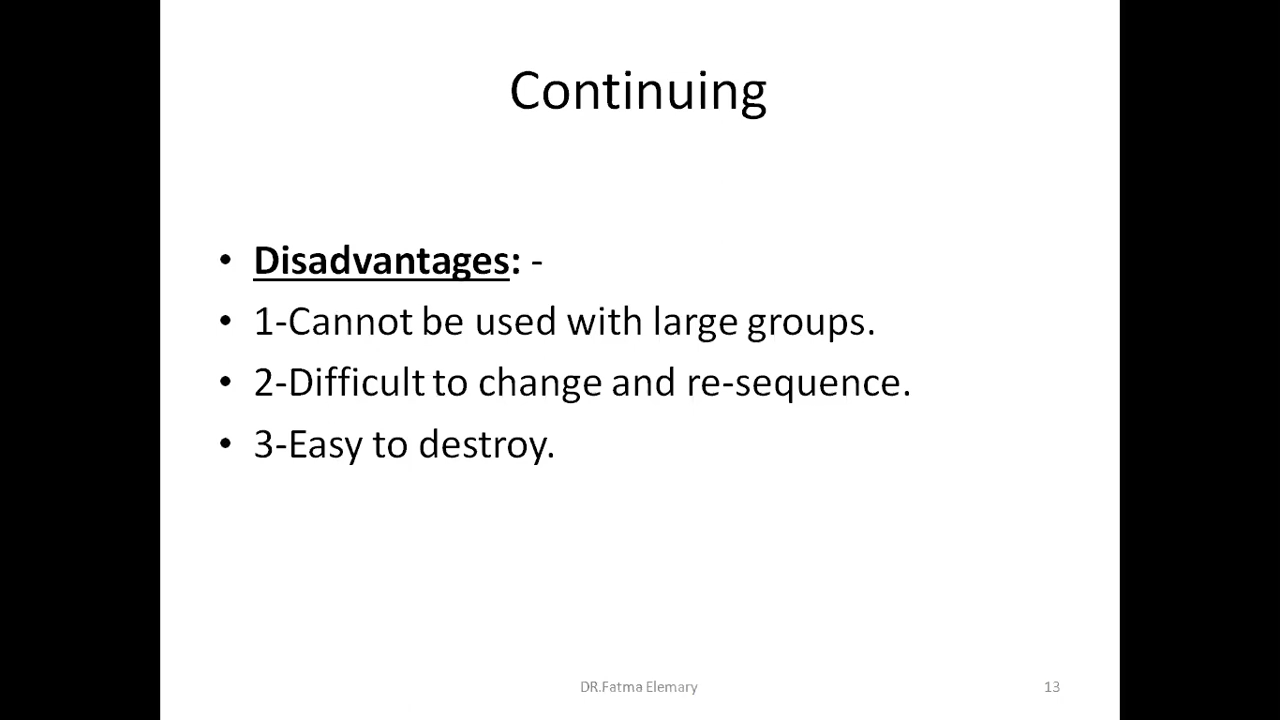 Continuing
• Disadvantages: -
• 1-Cannot be used with large groups.
• 2-Difficult to change and re-sequence.
• 3-Easy to destroy.
DR.Fatma Elemary
13